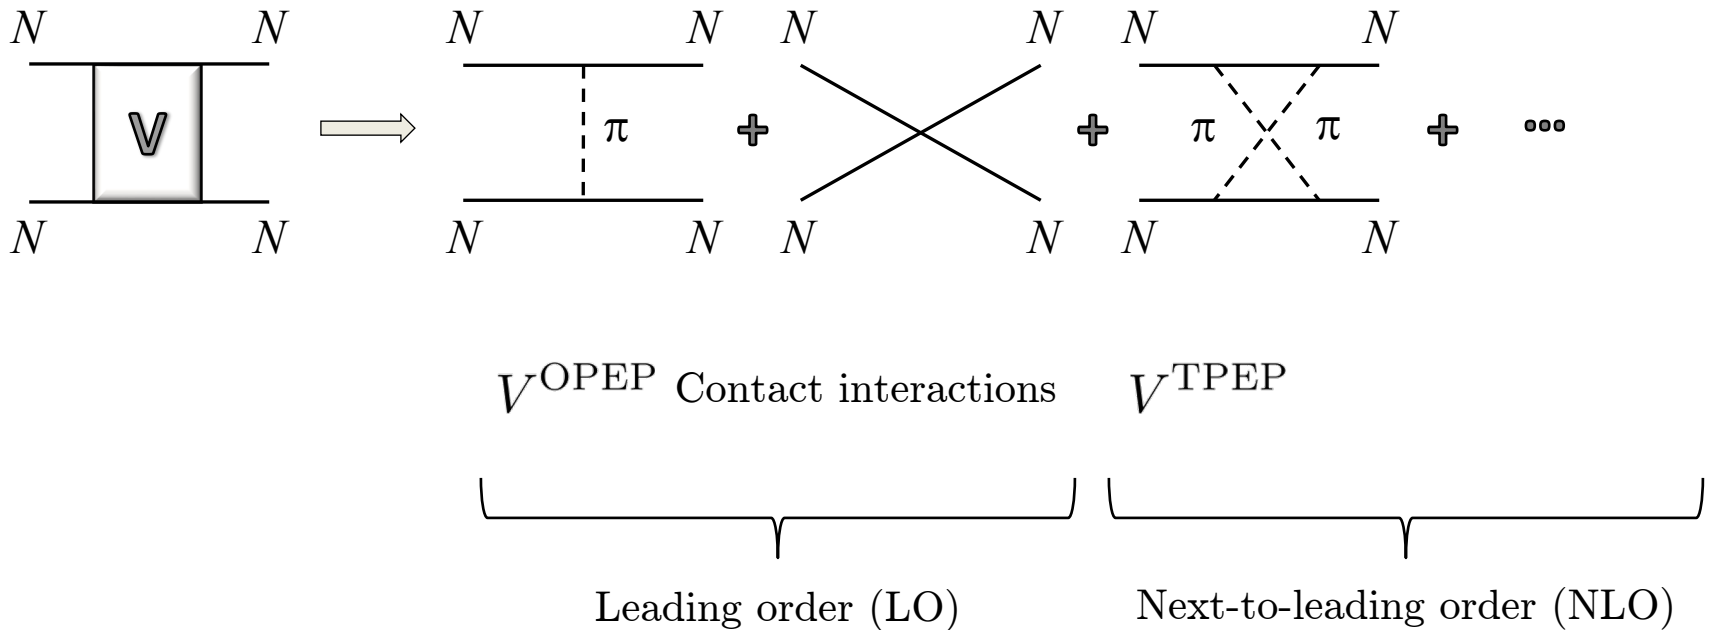 N N N N N N N N
V π + + π π + ...
N N N N N N N N
V^OPEP Contact interactions V^TPEP
Leading order (LO) Next-to-leading order (NLO)